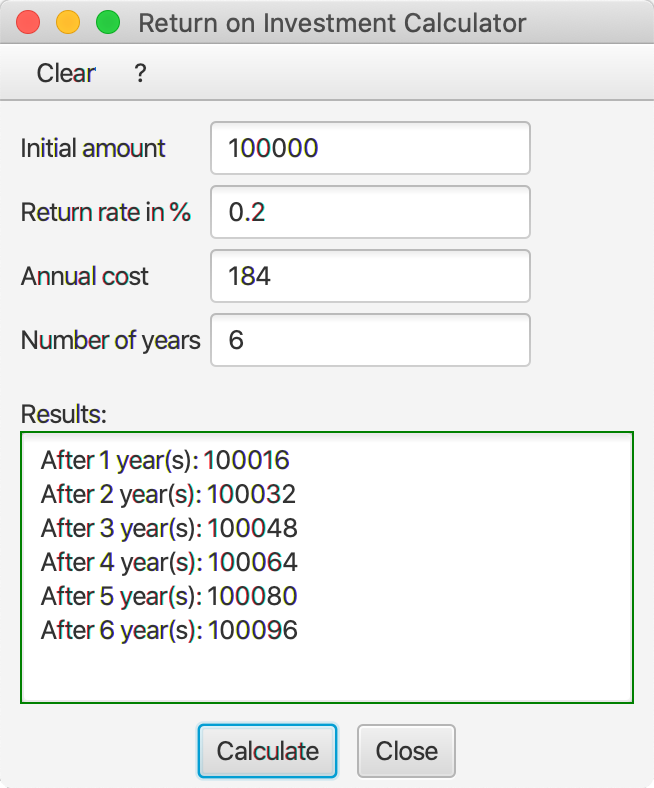 Return on Investment Calculator
Clear ?
Initial amount 100000
Return rate in % 0.2
Annual cost 184
Number of years 6
Results:
After 1 year(s): 100016
After 2 year(s): 100032
After 3 year(s): 100048
After 4 year(s): 100064
After 5 year(s): 100080
After 6 year(s): 100096
Calculate Close